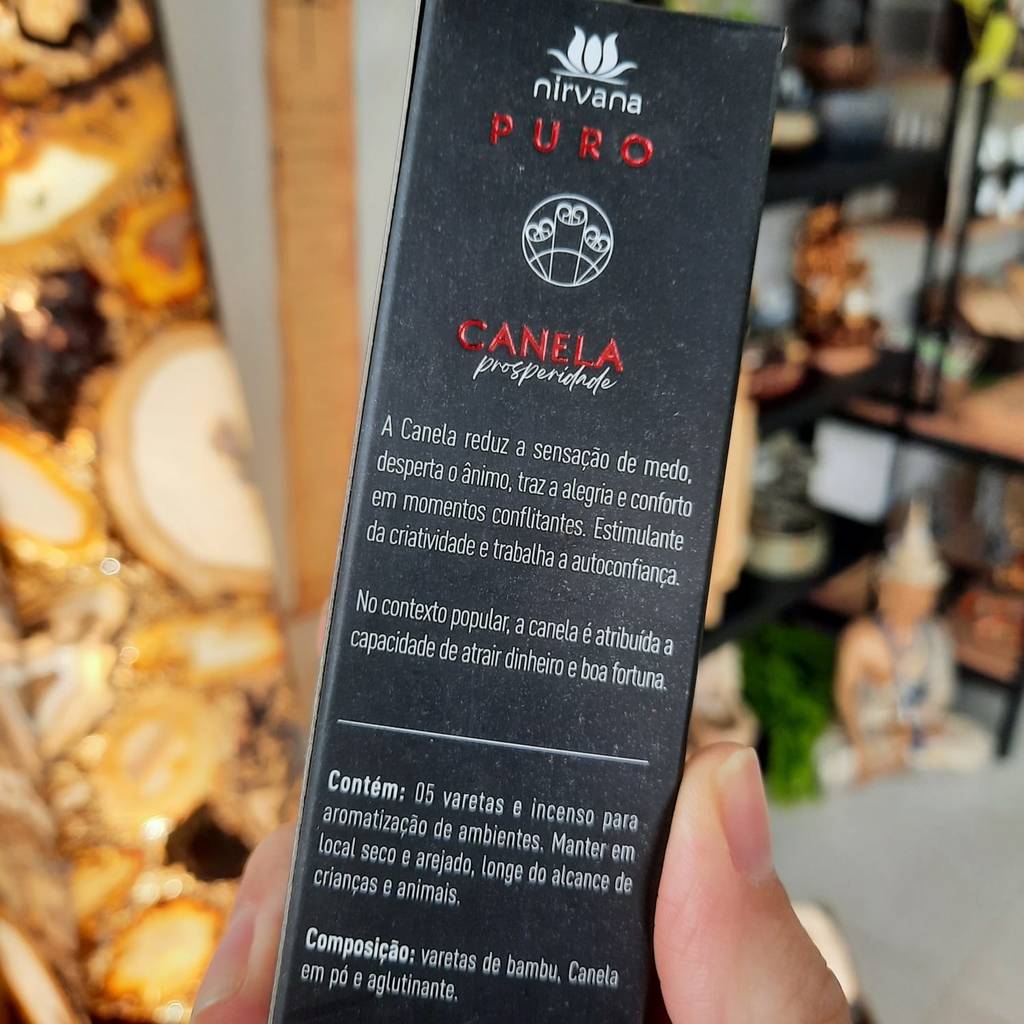 nirvana
PURO
CANELA
prosperidade
A Canela reduz a sensação de medo,
desperta o ânimo, traz a alegria e conforto
em momentos conflitantes. Estimulante
da criatividade e trabalha a autoconfiança.
No contexto popular, a canela é atribuída a
capacidade de atrair dinheiro e boa fortuna.
Contém: 05 varetas e incenso para
aromatização de ambientes. Manter em
local seco e arejado, longe do alcance de
crianças e animais.
Composição: varetas de bambu, Canela
em pó e aglutinante.